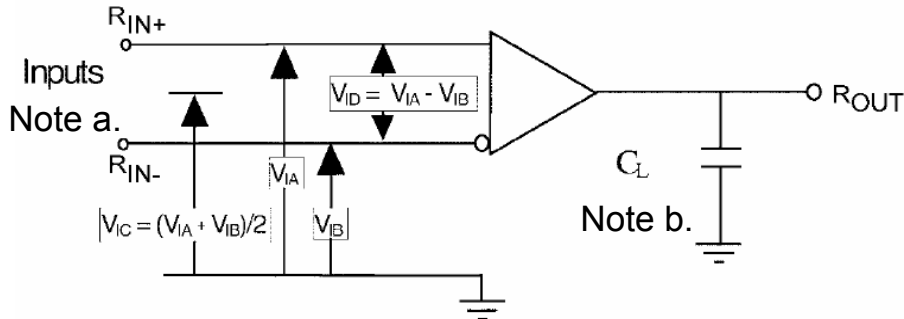 RIN+
Inputs
Note a.
RIN-
VID = VIA - VIB
VIA
VIC = (VIA + VIB)/2
VIB
ROUT
CL
Note b.